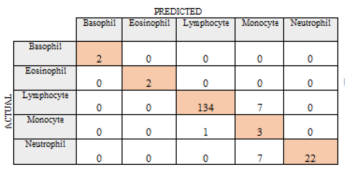 PREDICTED
Basophil Eosinophil Lymphocyte Monocyte Neutrophil
ACTUAL
Basophil 2 0 0 0 0
Eosinophil 0 2 0 0 0
Lymphocyte 0 0 134 7 0
Monocyte 0 0 1 3 0
Neutrophil 0 0 0 7 22